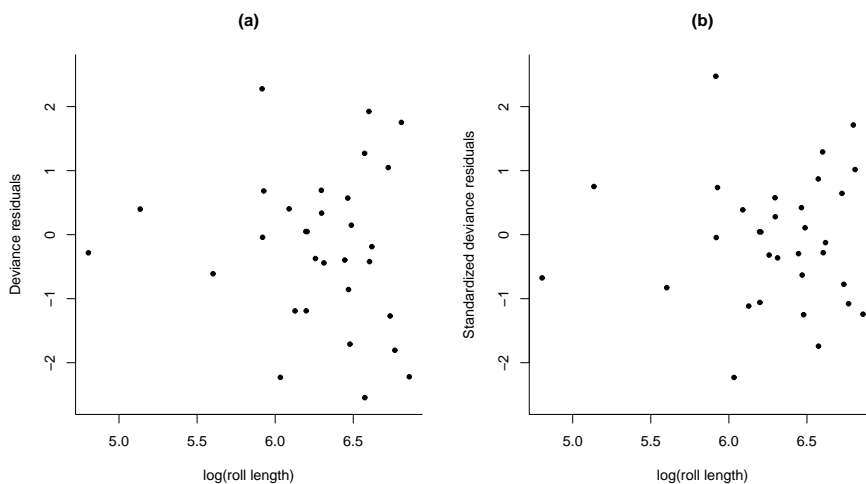 (a)
Deviance residuals
2
1
0
−1
−2
5.0 5.5 6.0 6.5
log(roll length)
(b)
Standardized deviance residuals
2
1
0
−1
−2
5.0 5.5 6.0 6.5
log(roll length)